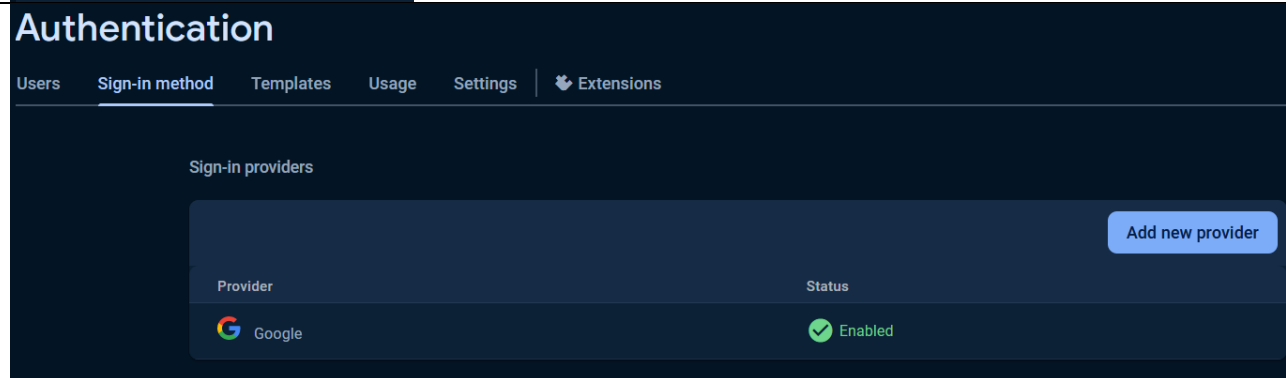 Authentication
Users Sign-in method Templates Usage Settings Extensions
Sign-in providers
Add new provider
Provider Status
Google Enabled